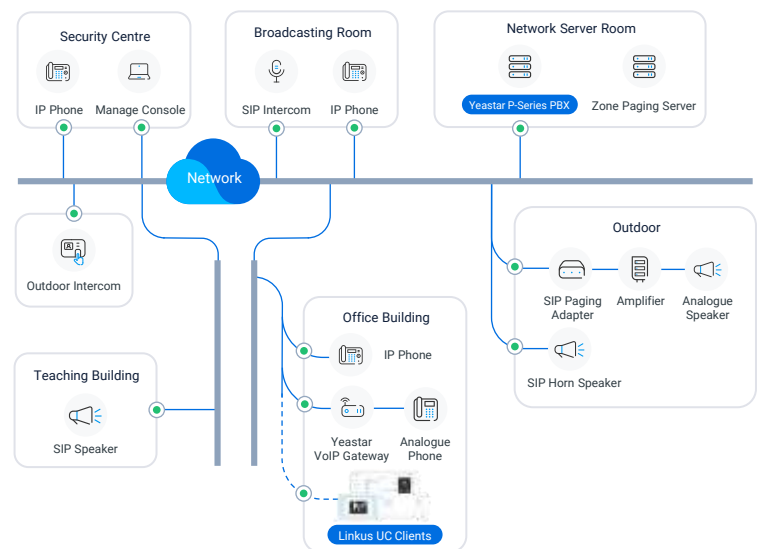 Security Centre
IP Phone
Manage Console
Broadcasting Room
SIP Intercom
IP Phone
Network Server Room
Yeastar P-Series PBX
Zone Paging Server
Network
Outdoor Intercom
Outdoor
SIP Paging
Adapter
Amplifier
Analogue
Speaker
SIP Horn Speaker
Teaching Building
SIP Speaker
Office Building
IP Phone
Yeastar
VoIP Gateway
Analogue
Phone
Linkus UC Clients